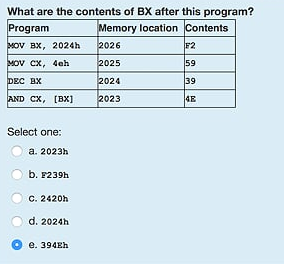 What are the contents of BX after this program?
Program Memory location Contents
MOV BX, 2024h 2026 F2
MOV CX, 4eh 2025 59
DEC BX 2024 39
AND CX, [BX] 2023 4E
Select one:
a. 2023h
b. F239h
c. 2420h
d. 2024h
e. 394Eh